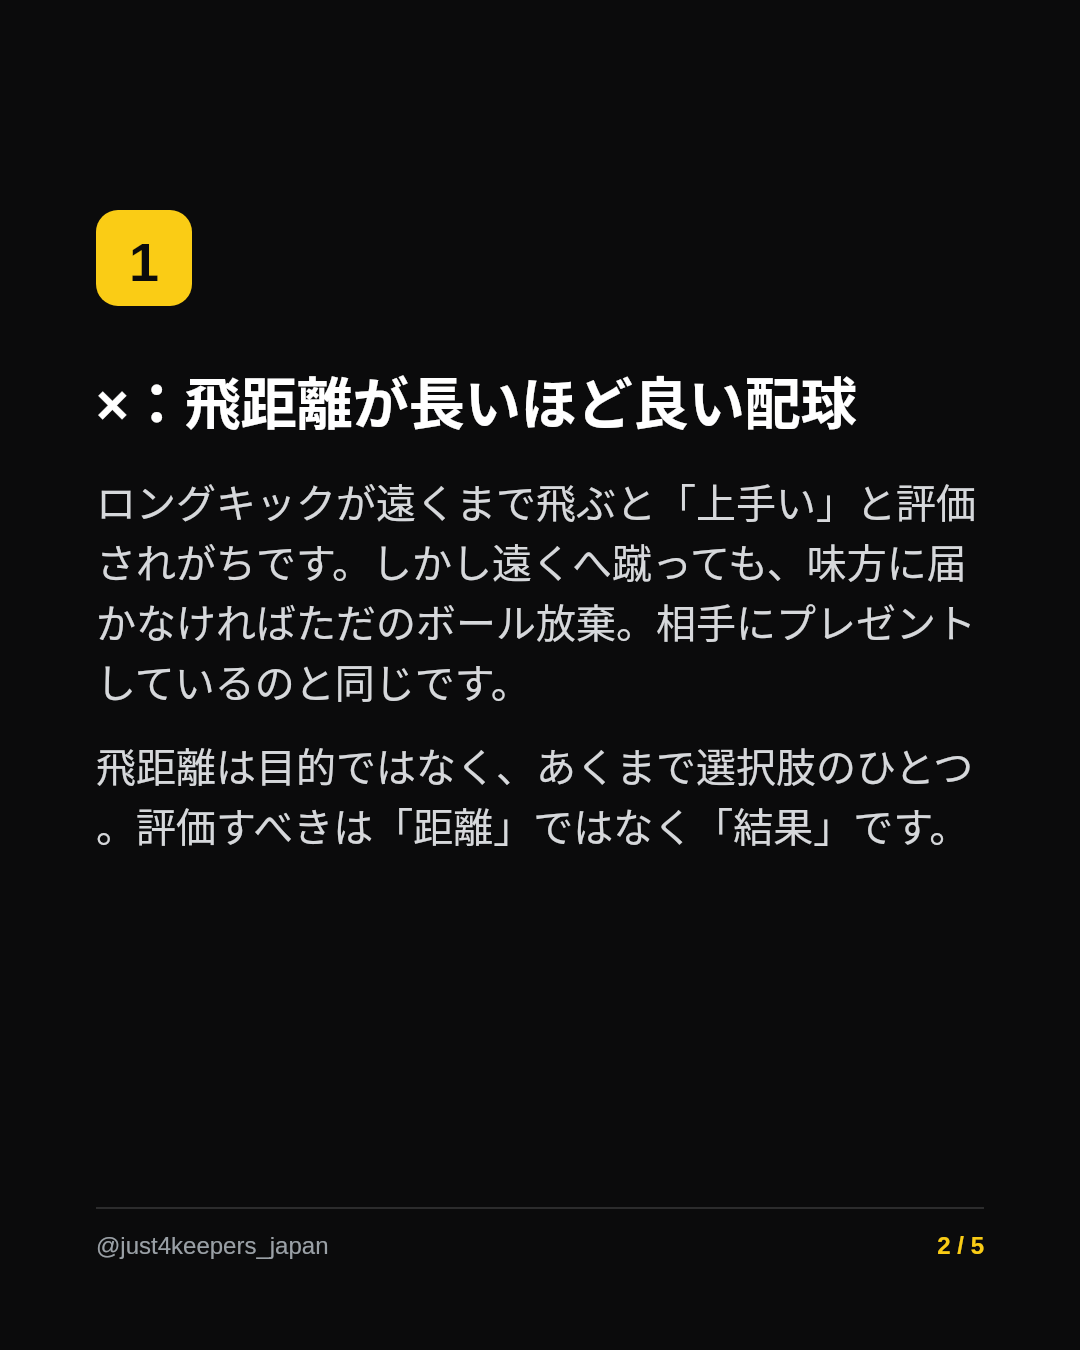 1
×：飛距離が長いほど良い配球
ロングキックが遠くまで飛ぶと「上手い」と評価
されがちです。しかし遠くへ蹴っても、味方に届
かなければただのボール放棄。相手にプレゼント
しているのと同じです。
飛距離は目的ではなく、あくまで選択肢のひとつ
。評価すべきは「距離」ではなく「結果」です。
@just4keepers_japan
2 / 5